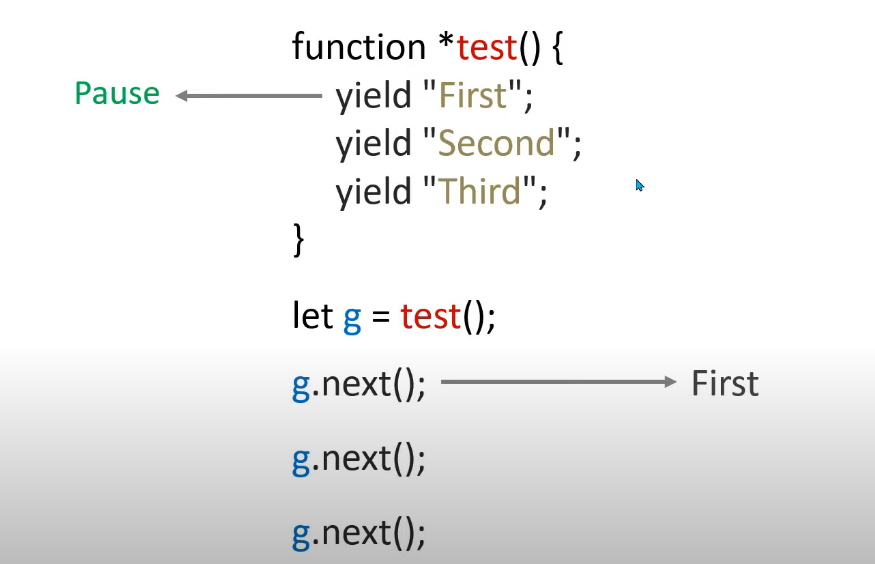 function *test() {
Pause
yield "First";
yield "Second";
yield "Third";
}
let g = test();
g.next();
First
g.next();
g.next();